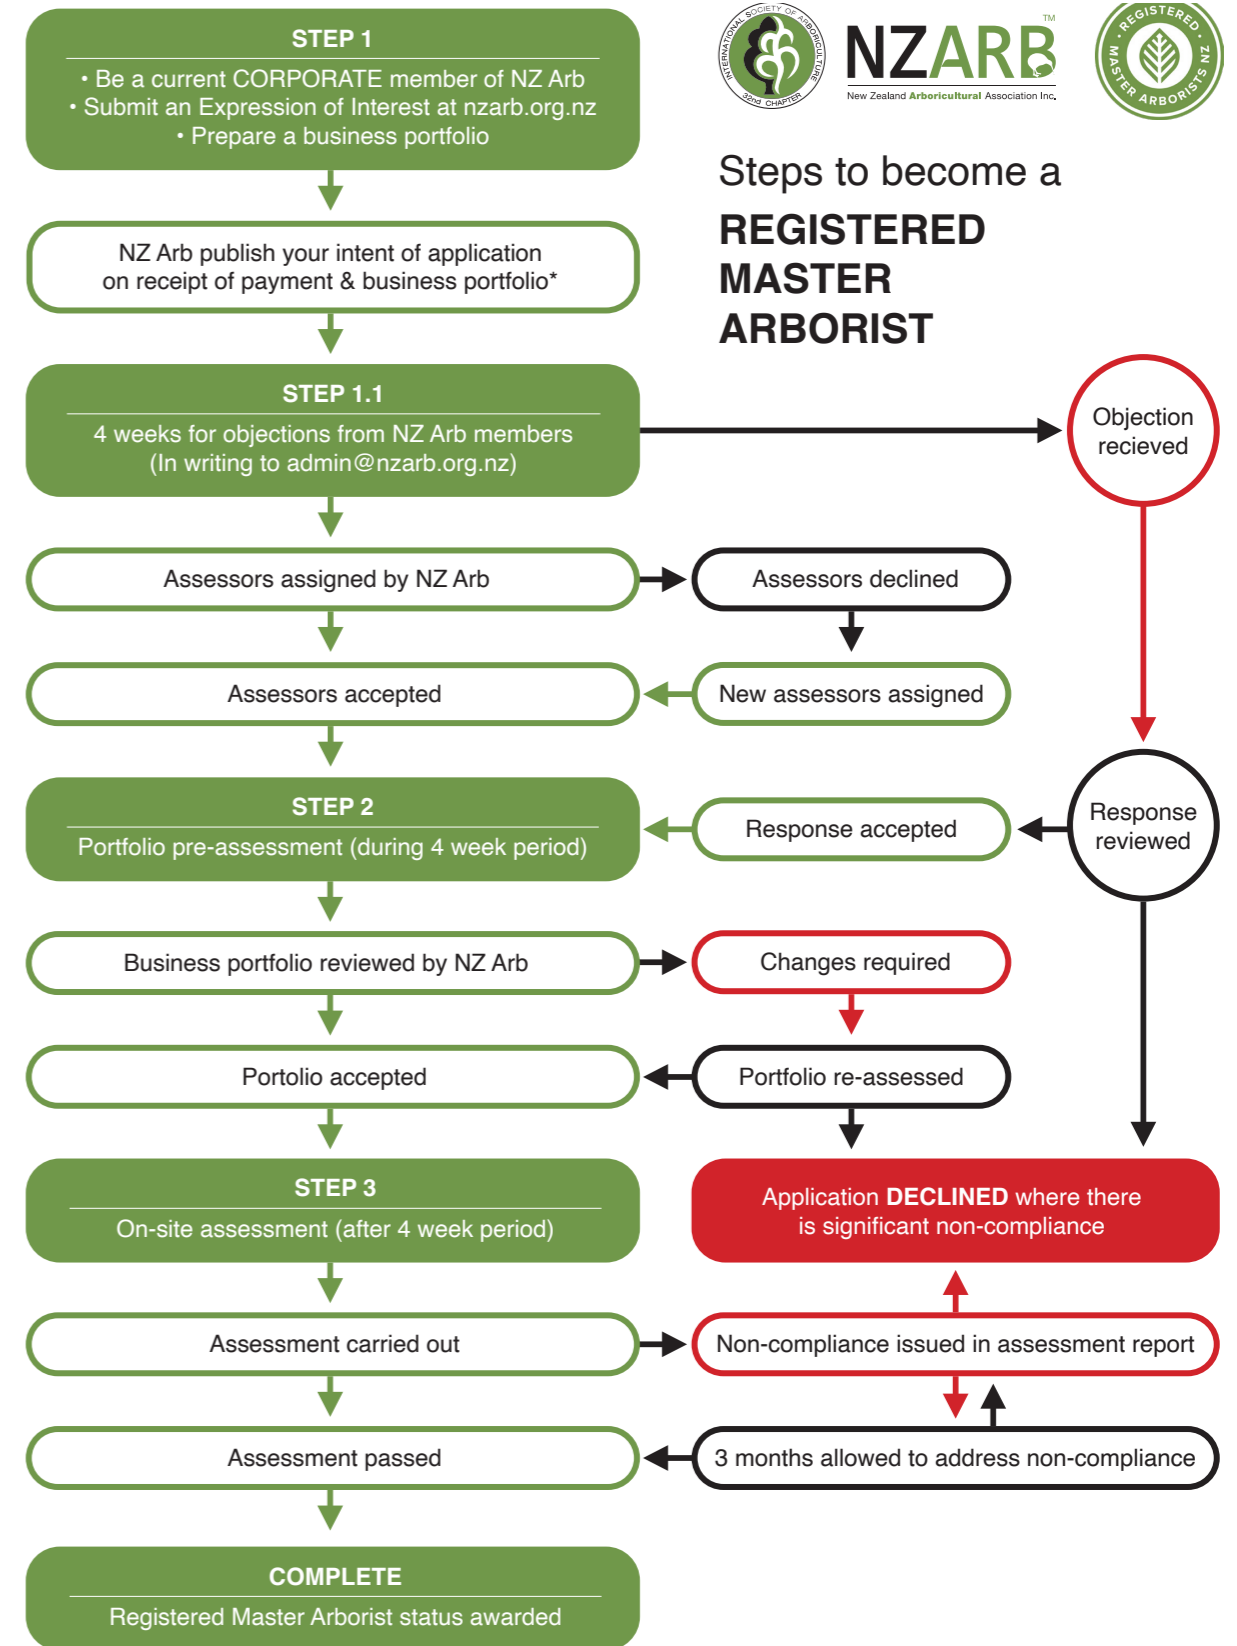 STEP 1
• Be a current CORPORATE member of NZ Arb
• Submit an Expression of Interest at nzarb.org.nz
• Prepare a business portfolio
INTERNATIONAL SOCIETY OF ARBORICULTURE
32nd CHAPTER
NZARB™
New Zealand Arboricultural Association Inc.
REGISTERED
MASTER ARBORISTS NZ
Steps to become a
REGISTERED
MASTER
ARBORIST
NZ Arb publish your intent of application
on receipt of payment & business portfolio*
STEP 1.1
4 weeks for objections from NZ Arb members
(In writing to admin@nzarb.org.nz)
Objection
recieved
Assessors assigned by NZ Arb
Assessors declined
Assessors accepted
New assessors assigned
STEP 2
Portfolio pre-assessment (during 4 week period)
Response accepted
Response
reviewed
Business portfolio reviewed by NZ Arb
Changes required
Portolio accepted
Portfolio re-assessed
STEP 3
On-site assessment (after 4 week period)
Application DECLINED where there
is significant non-compliance
Assessment carried out
Non-compliance issued in assessment report
Assessment passed
3 months allowed to address non-compliance
COMPLETE
Registered Master Arborist status awarded